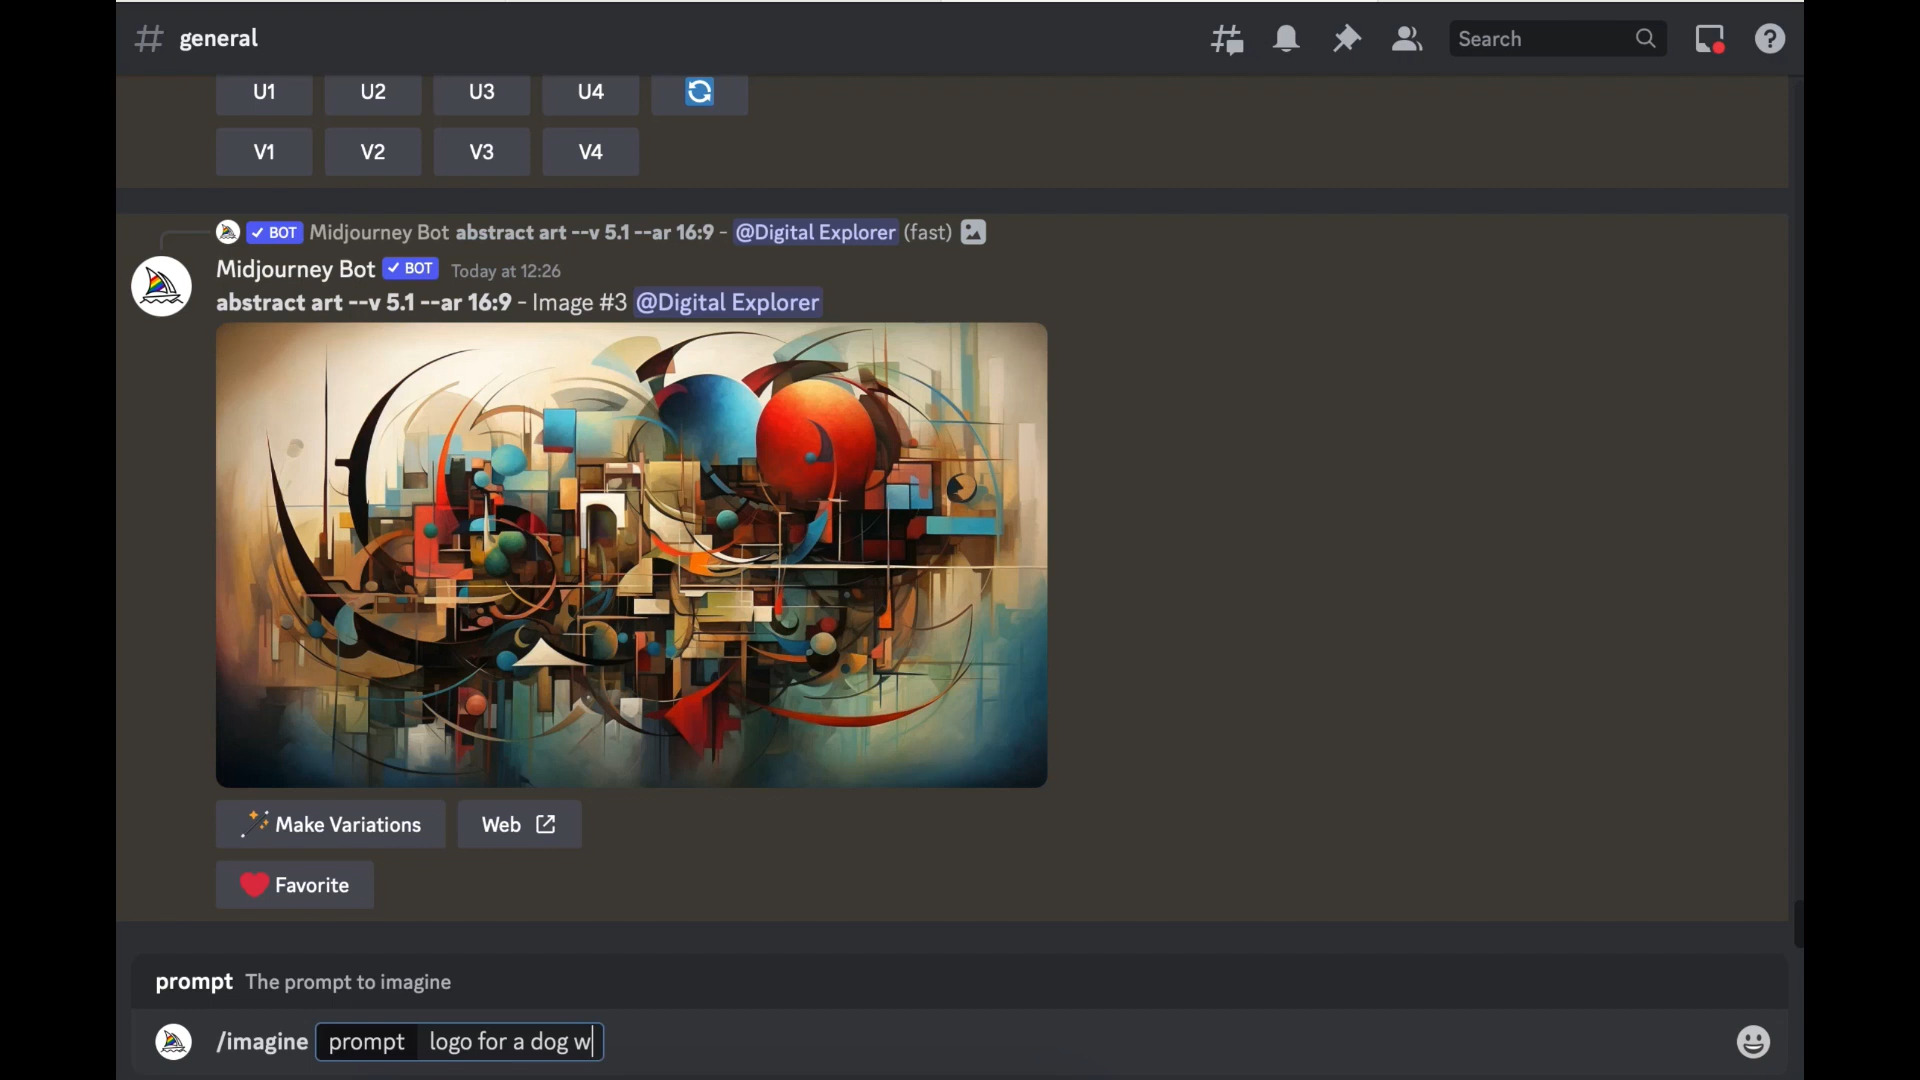 general
Search
U1 U2 U3 U4
V1 V2 V3 V4
BOT Midjourney Bot abstract art --v 5.1 --ar 16:9 - @Digital Explorer (fast)
Midjourney Bot BOT Today at 12:26
abstract art --v 5.1 --ar 16:9 - Image #3 @Digital Explorer
Make Variations Web
Favorite
prompt The prompt to imagine
/imagine prompt logo for a dog w